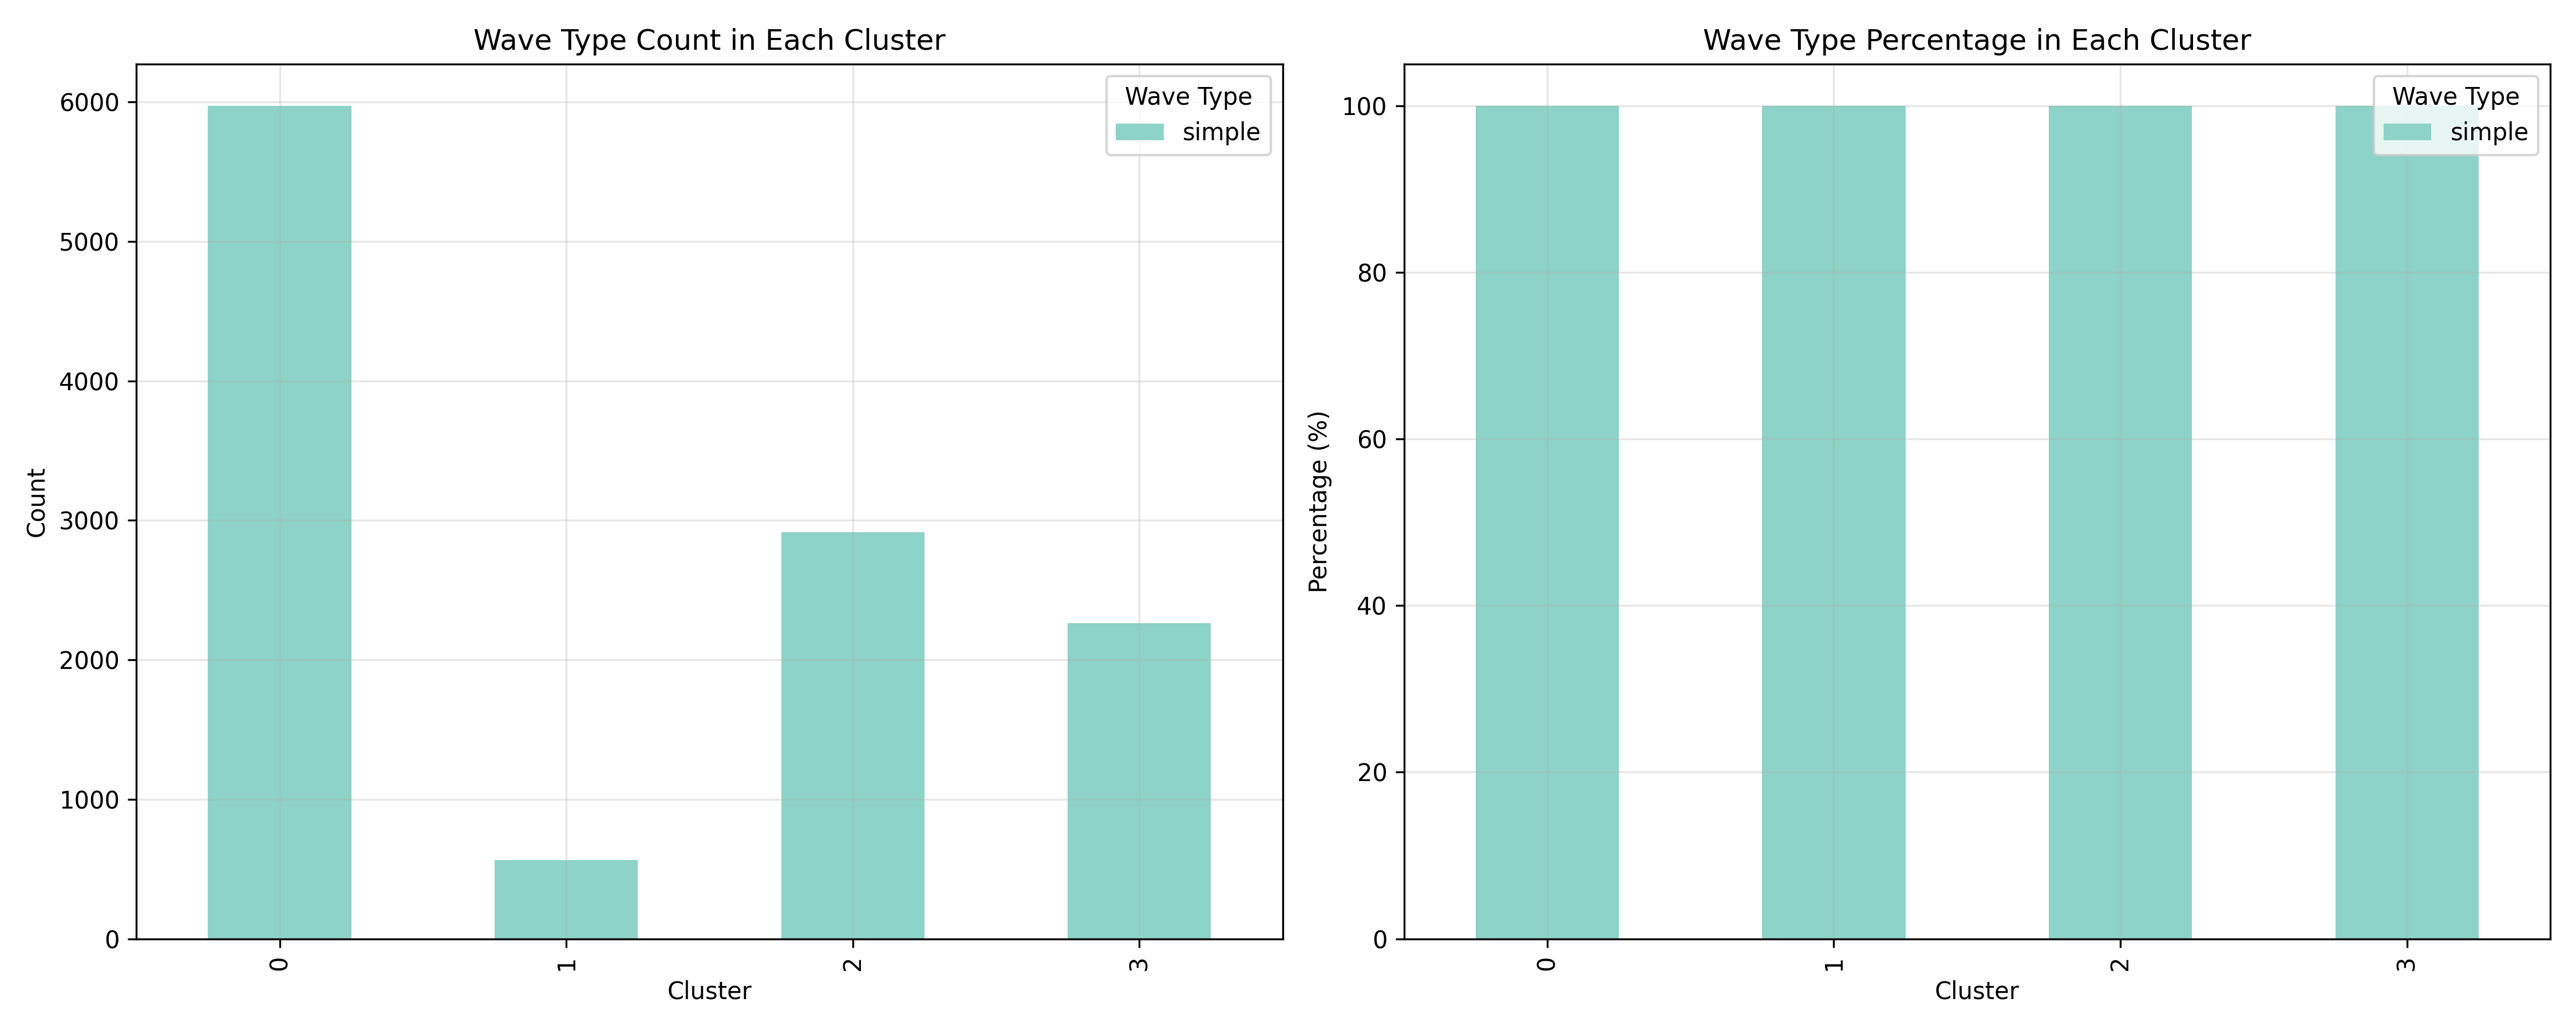 Wave Type Count in Each Cluster
Wave Type
simple
6000
5000
4000
3000
2000
1000
0
Count
0 1 2 3
Cluster
Wave Type Percentage in Each Cluster
Wave Type
simple
100
80
60
40
20
0
Percentage (%)
0 1 2 3
Cluster